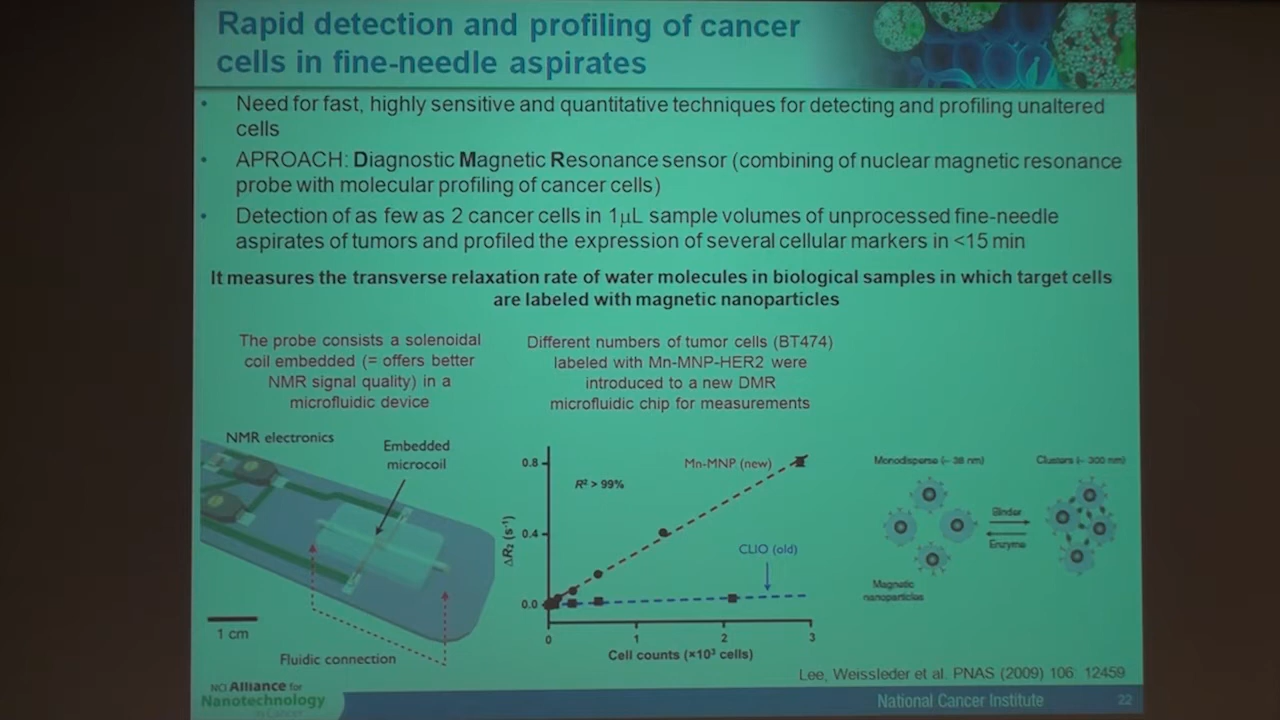 Rapid detection and profiling of cancer
cells in fine-needle aspirates
• Need for fast, highly sensitive and quantitative techniques for detecting and profiling unaltered
cells
• APROACH: Diagnostic Magnetic Resonance sensor (combining of nuclear magnetic resonance
probe with molecular profiling of cancer cells)
• Detection of as few as 2 cancer cells in 1μL sample volumes of unprocessed fine-needle
aspirates of tumors and profiled the expression of several cellular markers in <15 min
It measures the transverse relaxation rate of water molecules in biological samples in which target cells
are labeled with magnetic nanoparticles
The probe consists a solenoidal
coil embedded (= offers better
NMR signal quality) in a
microfluidic device
NMR electronics
Embedded
microcoil
1 cm
Fluidic connection
Different numbers of tumor cells (BT474)
labeled with Mn-MNP-HER2 were
introduced to a new DMR
microfluidic chip for measurements
0.8
0.4
0.0
ΔR₂ (s⁻¹)
R² > 99%
Mn-MNP (new)
CLIO (old)
0 1 2 3
Cell counts (×10³ cells)
Monodisperse (~ 38 nm)
Clusters (~ 300 nm)
Binder
Enzyme
Magnetic
nanoparticles
Lee, Weissleder et al. PNAS (2009) 106: 12459
NCI Alliance for
Nanotechnology
in Cancer
National Cancer Institute 22